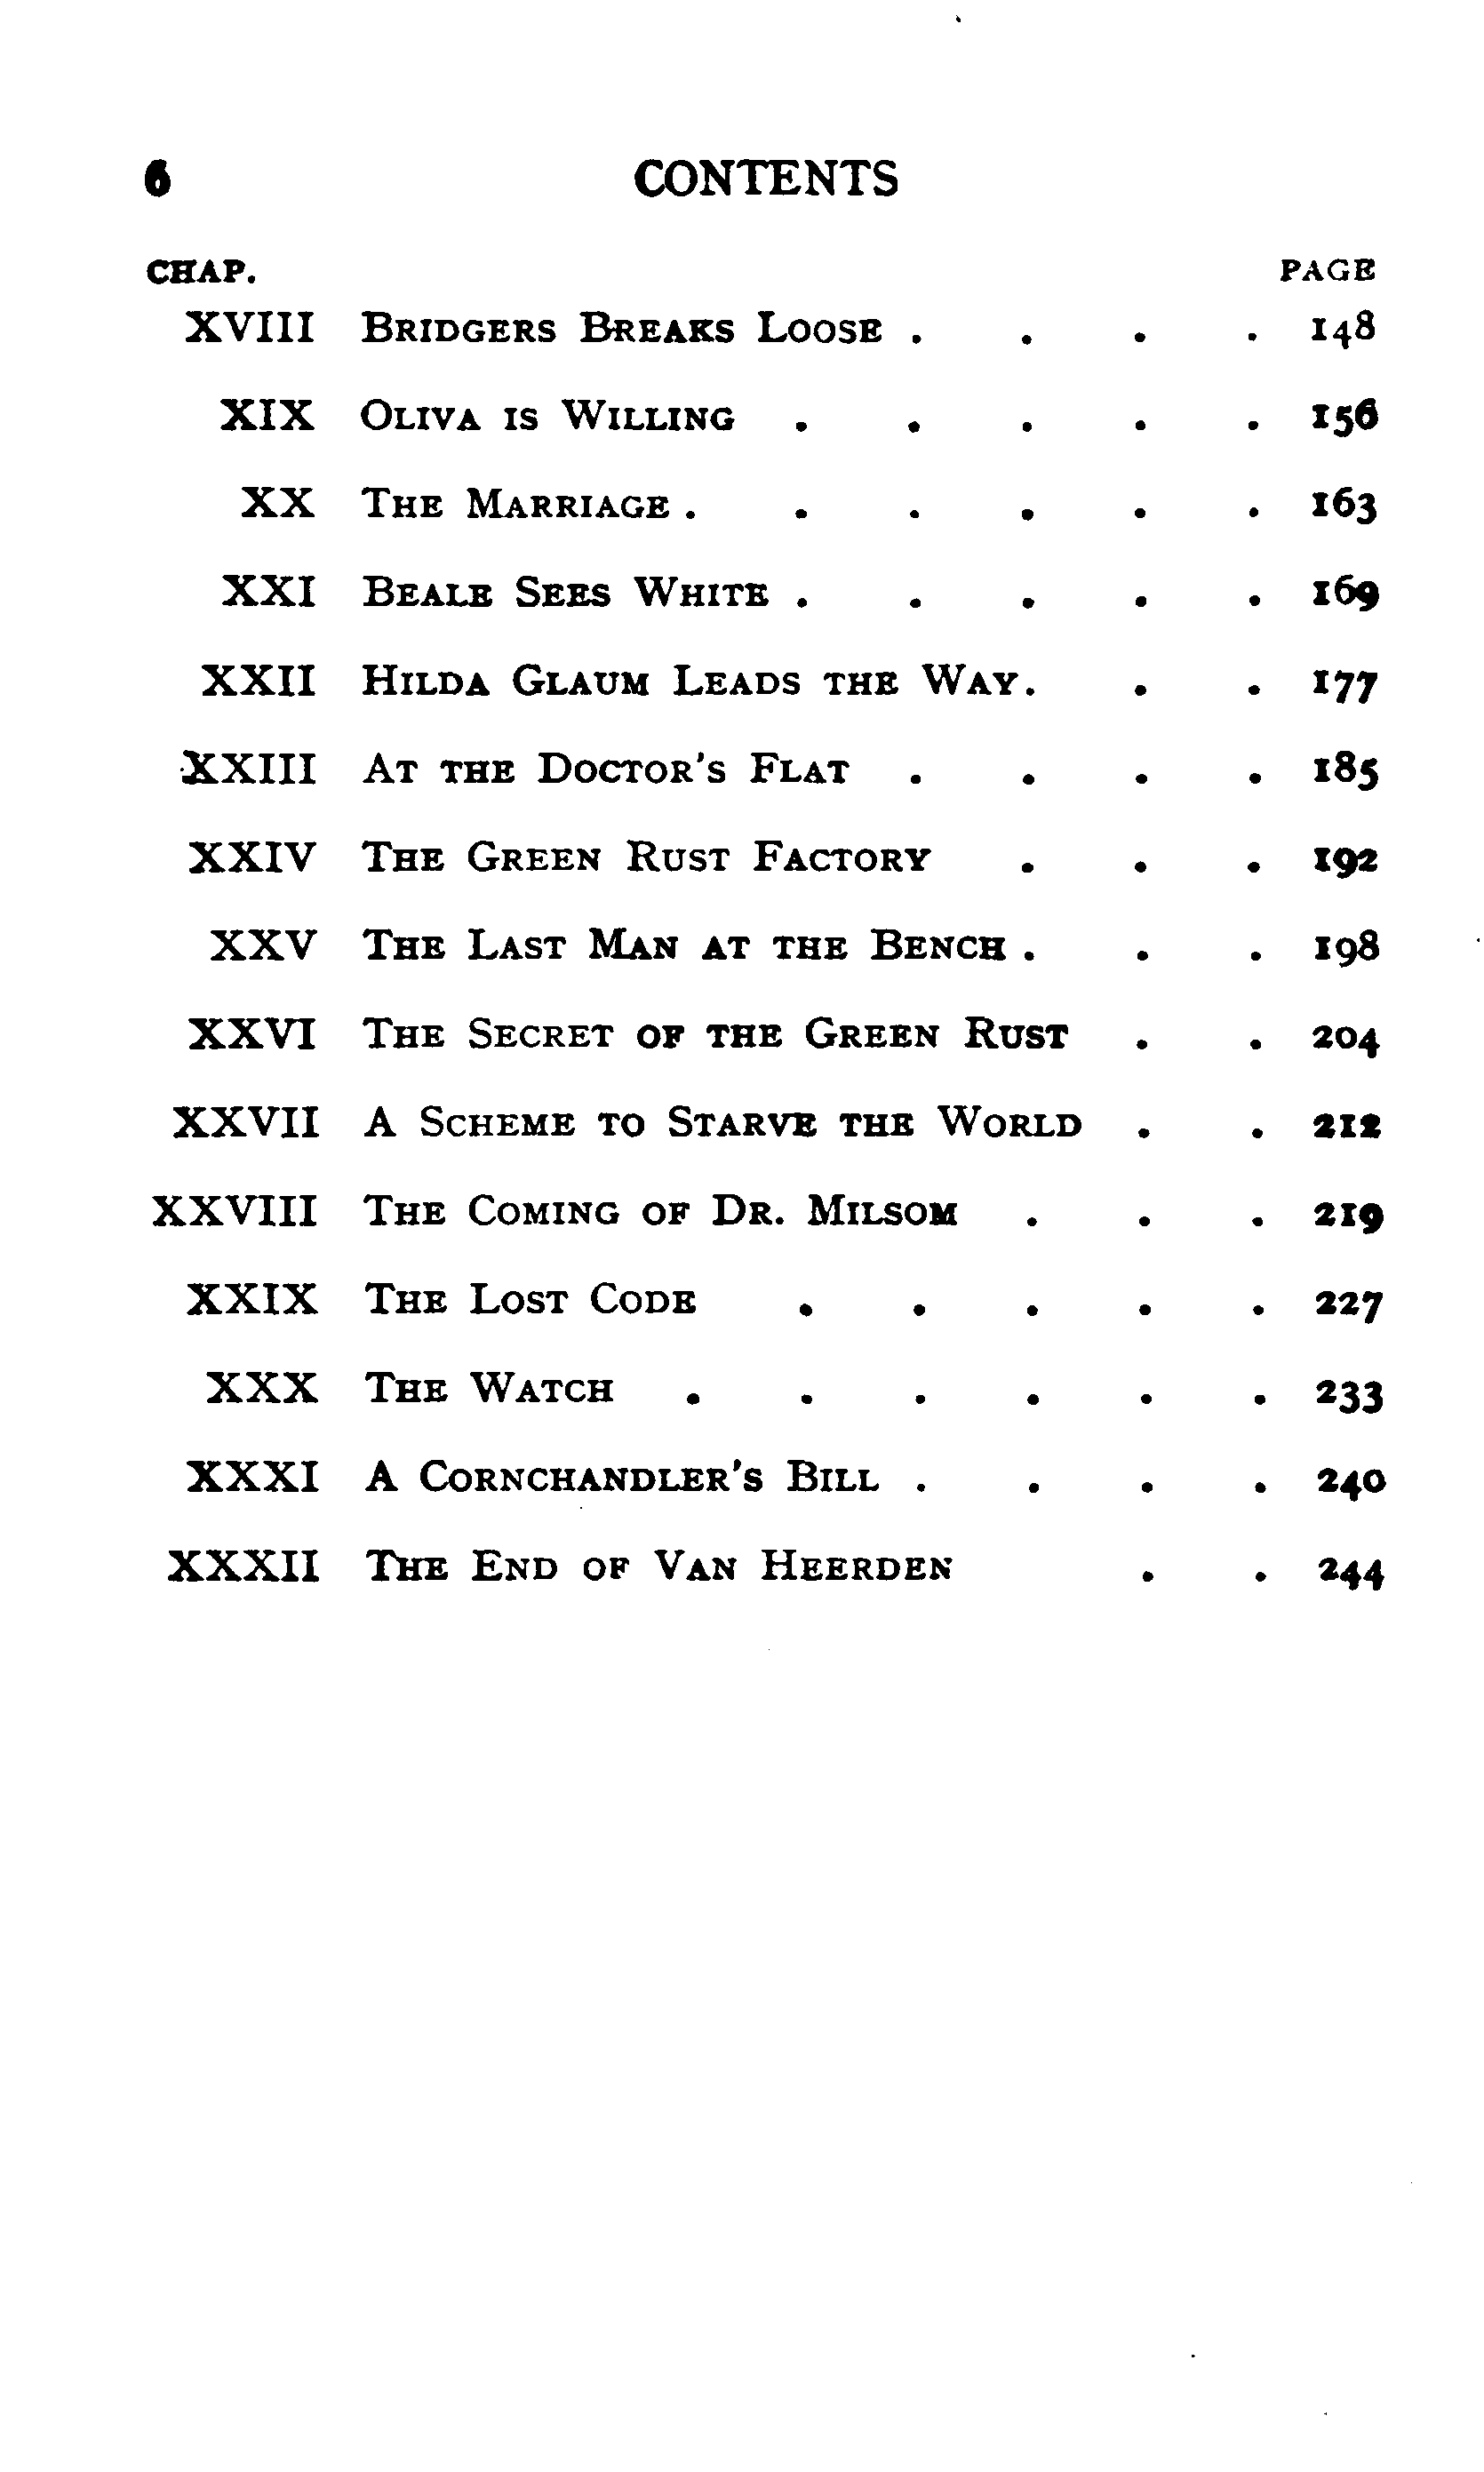 6 CONTENTS
CHAP. PAGE
XVIII BRIDGERS BREAKS LOOSE . . . . 148
XIX OLIVA IS WILLING . . . . . 156
XX THE MARRIAGE . . . . . . 163
XXI BEALE SEES WHITE . . . . . 169
XXII HILDA GLAUM LEADS THE WAY. . . 177
XXIII AT THE DOCTOR'S FLAT . . . . 185
XXIV THE GREEN RUST FACTORY . . . 192
XXV THE LAST MAN AT THE BENCH . . . 198
XXVI THE SECRET OF THE GREEN RUST . . 204
XXVII A SCHEME TO STARVE THE WORLD . . 212
XXVIII THE COMING OF DR. MILSOM . . . 219
XXIX THE LOST CODE . . . . . 227
XXX THE WATCH . . . . . . 233
XXXI A CORNCHANDLER'S BILL . . . . 240
XXXII THE END OF VAN HEERDEN . . 244